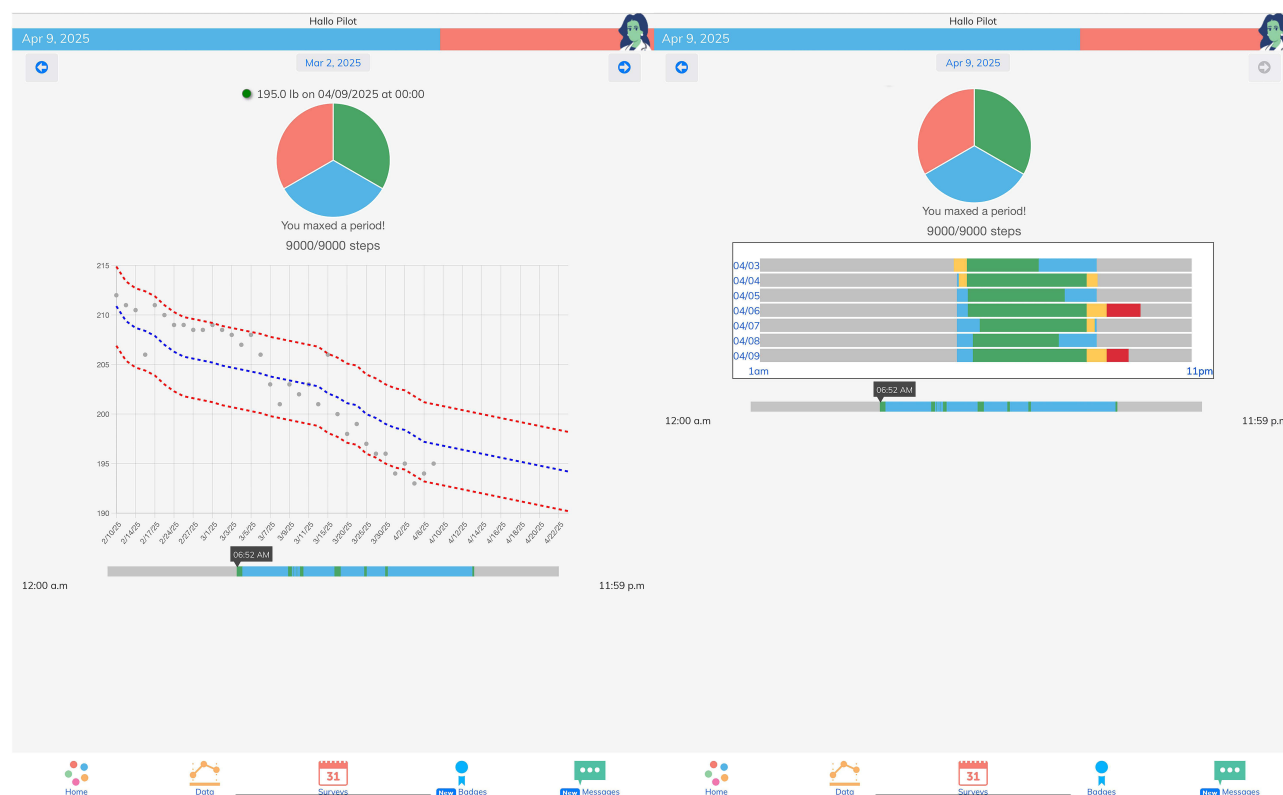 Hallo Pilot
Apr 9, 2025
Mar 2, 2025
195.0 lb on 04/09/2025 at 00:00
You maxed a period!
9000/9000 steps
215
210
205
200
195
190
2/10/25 2/14/25 2/17/25 2/24/25 2/27/25 3/1/25 3/3/25 3/5/25 3/7/25 3/9/25 3/11/25 3/15/25 3/20/25 3/25/25 3/30/25 4/2/25 4/8/25 4/10/25 4/12/25 4/14/25 4/16/25 4/18/25 4/20/25 4/22/25
06:52 AM
12:00 a.m 11:59 p.m
Home Data 31 Surveys New Badges New Messages
Hallo Pilot
Apr 9, 2025
Apr 9, 2025
You maxed a period!
9000/9000 steps
04/03
04/04
04/05
04/06
04/07
04/08
04/09
1am 11pm
06:52 AM
12:00 a.m 11:59 p.m
Home Data 31 Surveys Badges New Messages